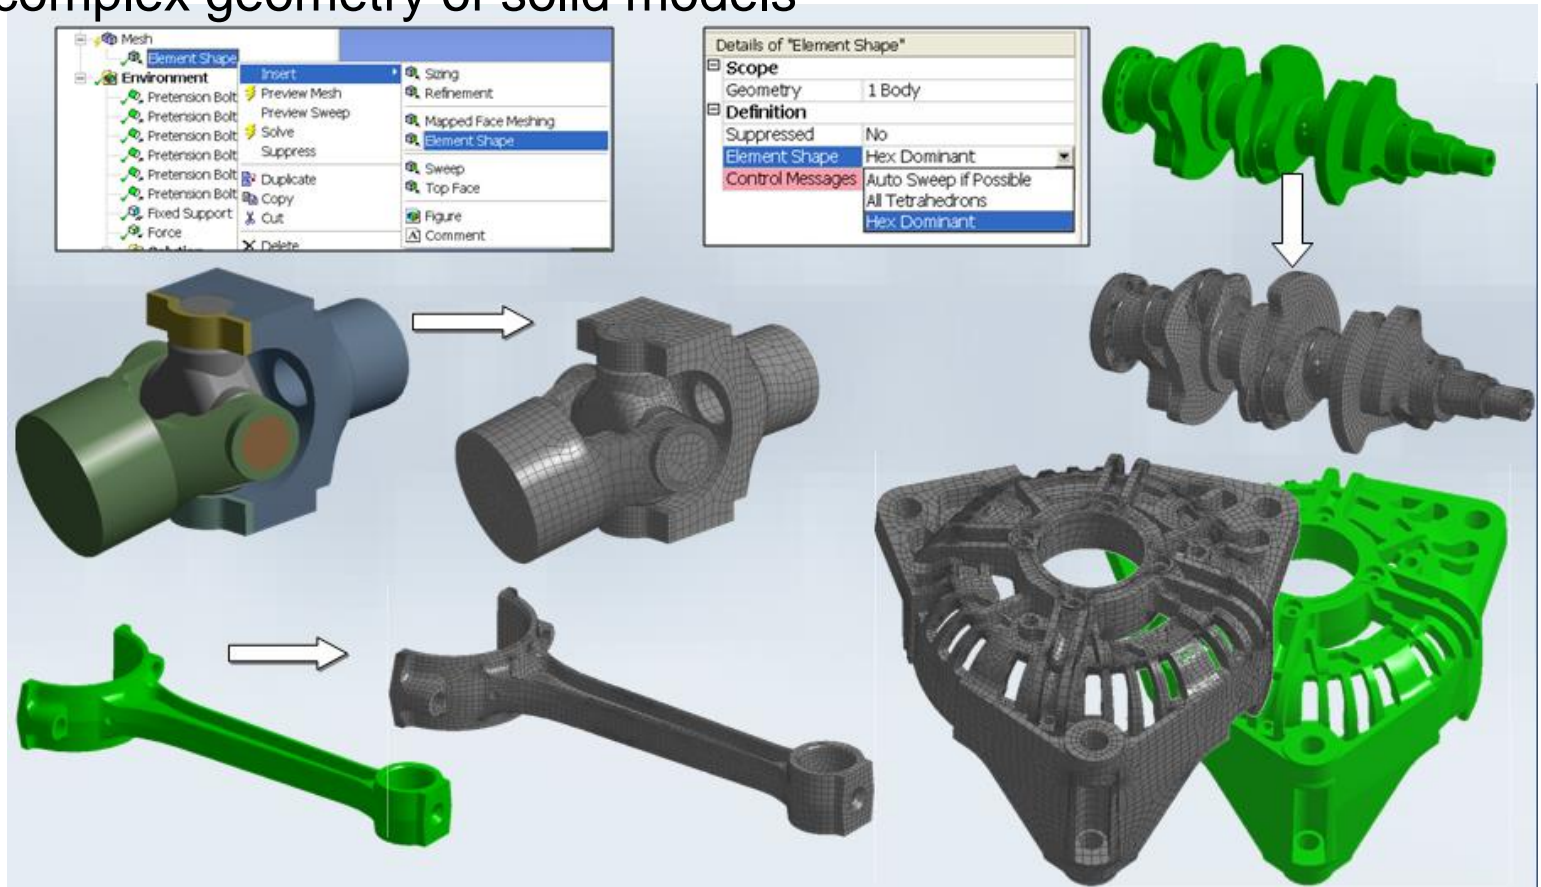 complex geometry of solid models
Mesh
Element Shape
Environment
Pretension Bolt
Pretension Bolt
Pretension Bolt
Pretension Bolt
Pretension Bolt
Pretension Bolt
Fixed Support
Force
Insert
Preview Mesh
Preview Sweep
Solve
Suppress
Duplicate
Copy
Cut
Delete
Sizing
Refinement
Mapped Face Meshing
Element Shape
Sweep
Top Face
Figure
Comment
Details of "Element Shape"
Scope
Geometry 1 Body
Definition
Suppressed No
Element Shape Hex Dominant
Control Messages Auto Sweep if Possible
All Tetrahedrons
Hex Dominant